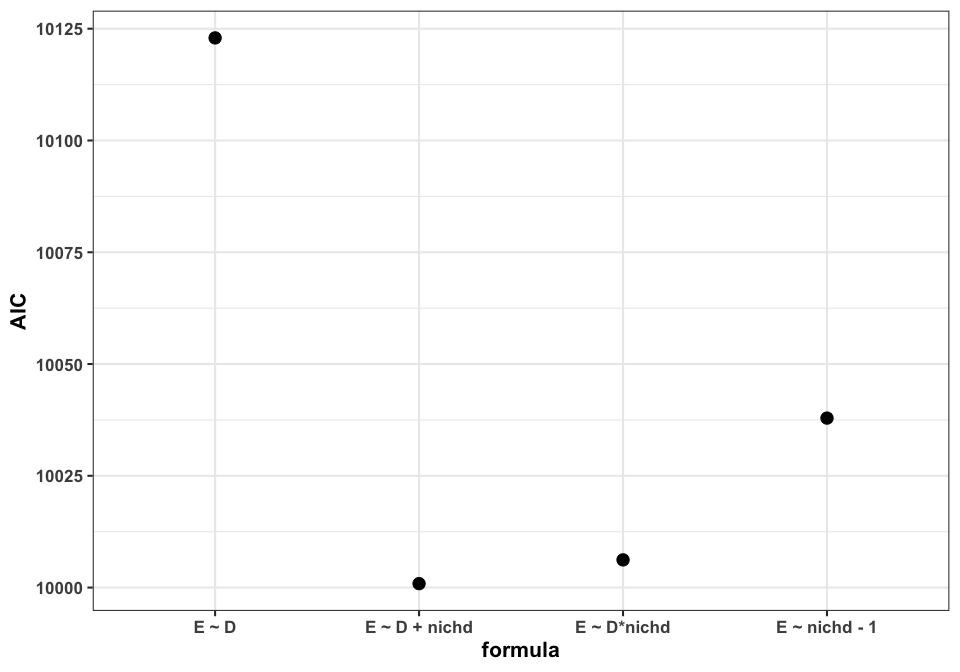 10125
10100
10075
10050
10025
10000
AIC
E ~ D
E ~ D + nichd
E ~ D*nichd
E ~ nichd - 1
formula